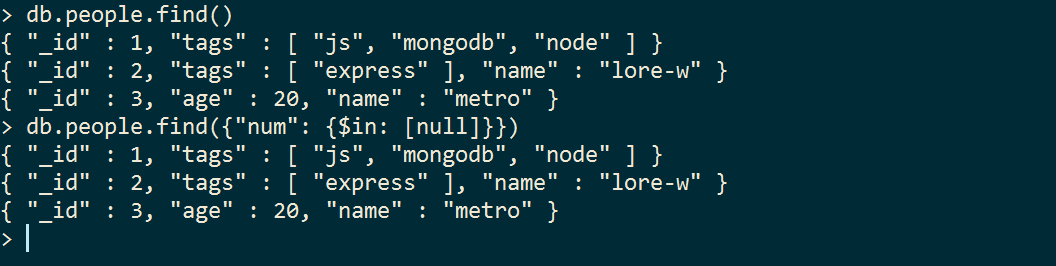 > db.people.find()
{ "_id" : 1, "tags" : [ "js", "mongodb", "node" ] }
{ "_id" : 2, "tags" : [ "express" ], "name" : "lore-w" }
{ "_id" : 3, "age" : 20, "name" : "metro" }
> db.people.find({"num": {$in: [null]}})
{ "_id" : 1, "tags" : [ "js", "mongodb", "node" ] }
{ "_id" : 2, "tags" : [ "express" ], "name" : "lore-w" }
{ "_id" : 3, "age" : 20, "name" : "metro" }
>